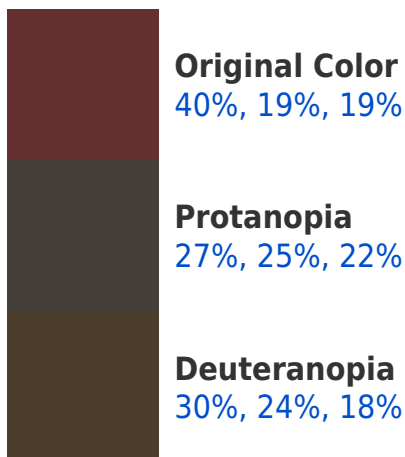 Original Color
40%, 19%, 19%
Protanopia
27%, 25%, 22%
Deuteranopia
30%, 24%, 18%